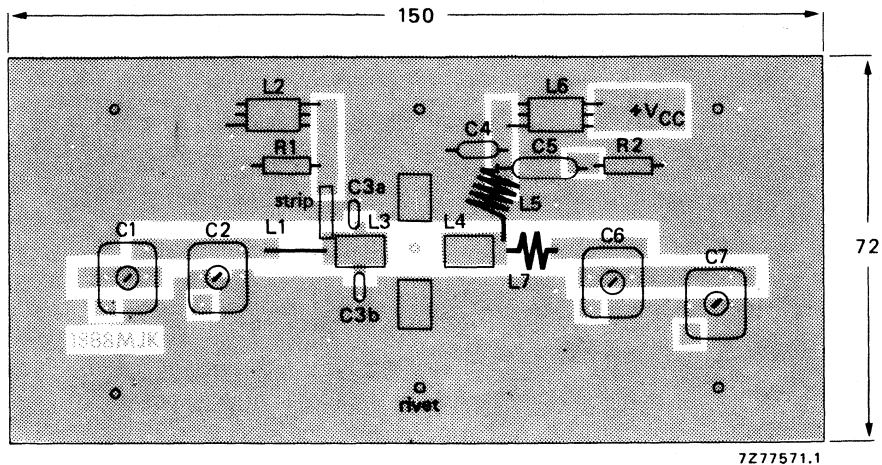 150
L2
L6
+VCC
C4
C5
R1
R2
strip
C3a
L5
C1
C2
L1
L3
L4
C6
C7
72
L7
C3b
1988MJK
rivet
7Z77571.1